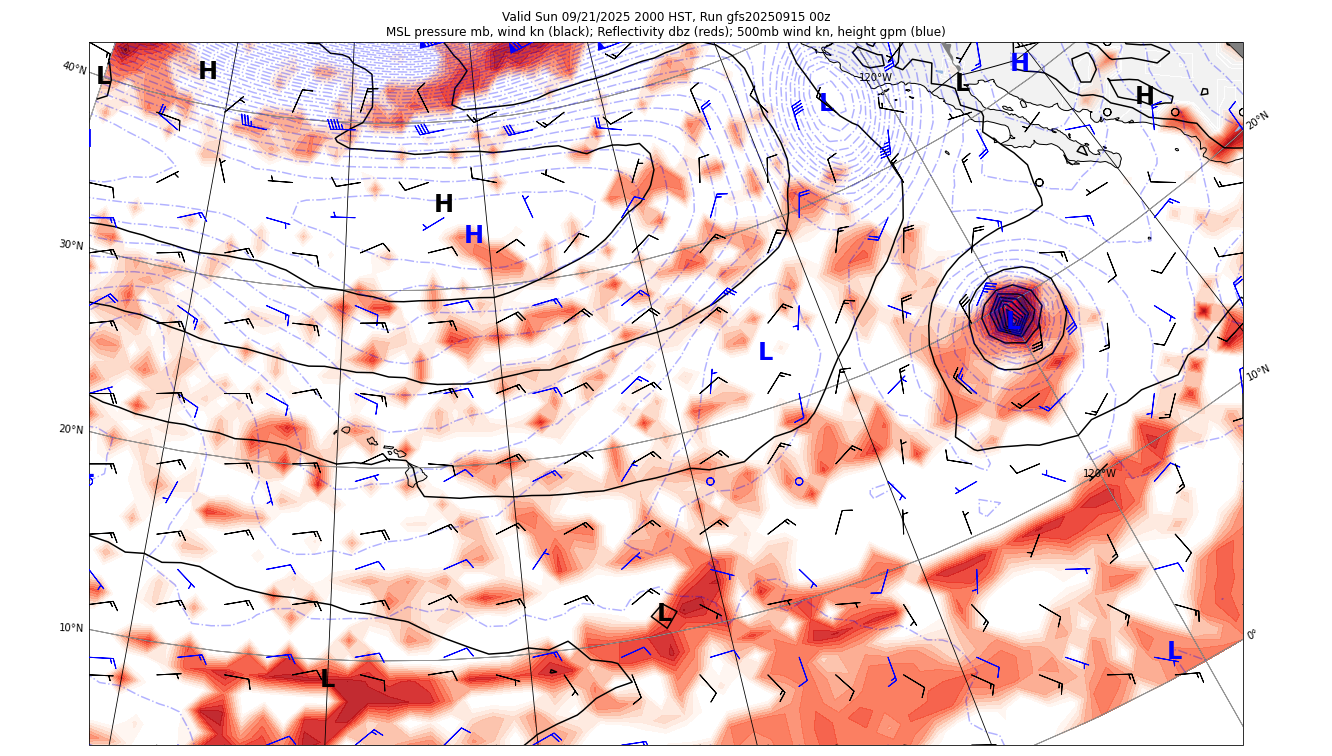 Valid Sun 09/21/2025 2000 HST, Run gfs20250915 00z
MSL pressure mb, wind kn (black); Reflectivity dbz (reds); 500mb wind kn, height gpm (blue)
40°N
L
H
H
L
120°W
L
H
20°N
H
H
30°N
L
L
10°N
20°N
120°W
10°N
L
0°
L
L